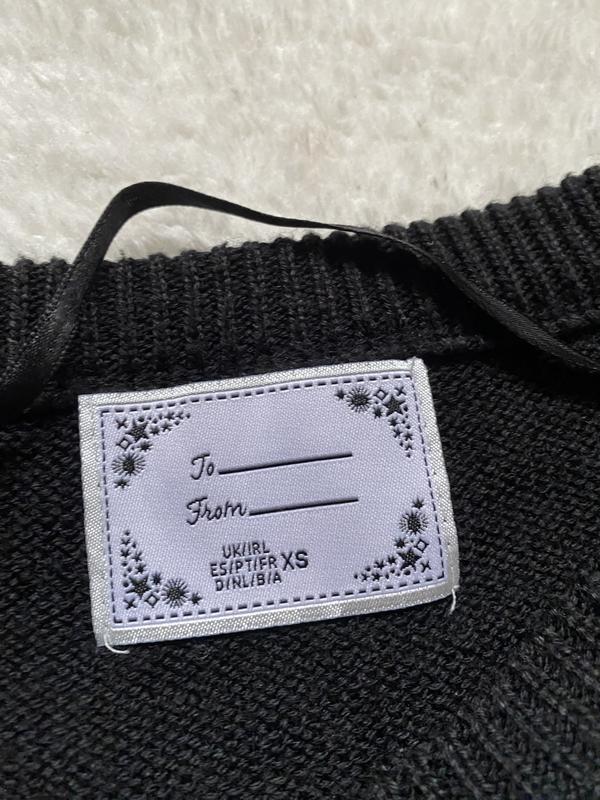 To
From
UK/IRL
ES/PT/FR XS
D/NL/B/A